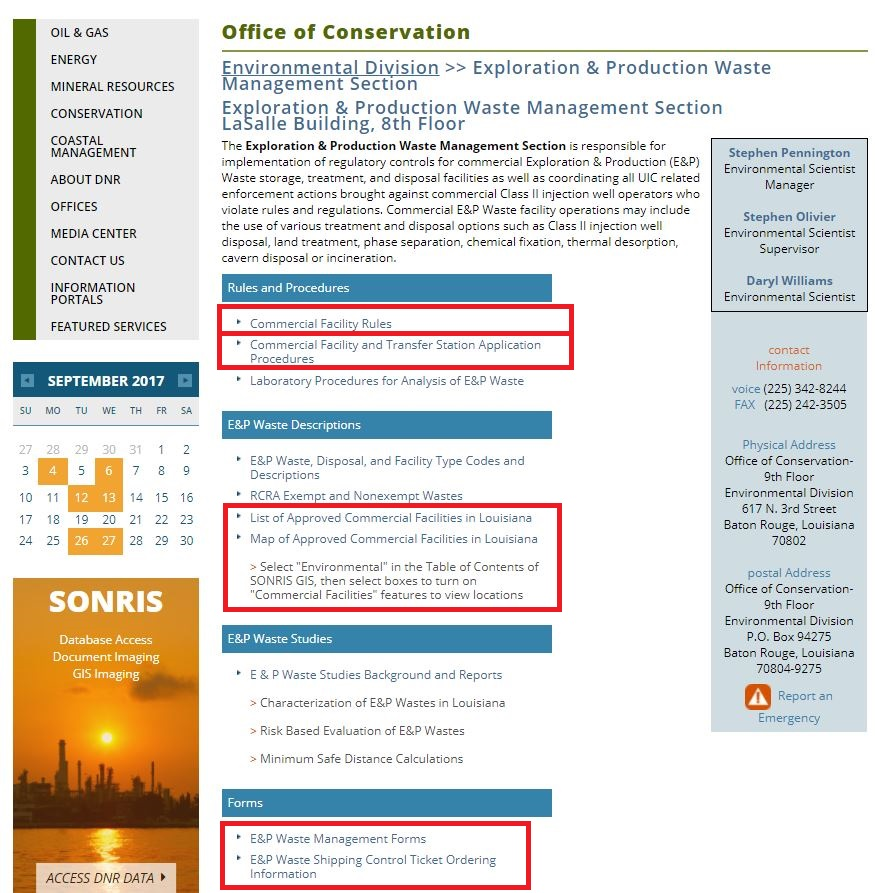 OIL & GAS
ENERGY
MINERAL RESOURCES
CONSERVATION
COASTAL
MANAGEMENT
ABOUT DNR
OFFICES
MEDIA CENTER
CONTACT US
INFORMATION
PORTALS
FEATURED SERVICES
SEPTEMBER 2017
SU MO TU WE TH FR SA
27 28 29 30 31 1 2
3 4 5 6 7 8 9
10 11 12 13 14 15 16
17 18 19 20 21 22 23
24 25 26 27 28 29 30
SONRIS
Database Access
Document Imaging
GIS Imaging
ACCESS DNR DATA
Office of Conservation
Environmental Division >> Exploration & Production Waste
Management Section
Exploration & Production Waste Management Section
LaSalle Building, 8th Floor
The Exploration & Production Waste Management Section is responsible for
implementation of regulatory controls for commercial Exploration & Production (E&P)
Waste storage, treatment, and disposal facilities as well as coordinating all UIC related
enforcement actions brought against commercial Class II injection well operators who
violate rules and regulations. Commercial E&P Waste facility operations may include
the use of various treatment and disposal options such as Class II injection well
disposal, land treatment, phase separation, chemical fixation, thermal desorption,
cavern disposal or incineration.
Rules and Procedures
Commercial Facility Rules
Commercial Facility and Transfer Station Application
Procedures
Laboratory Procedures for Analysis of E&P Waste
E&P Waste Descriptions
E&P Waste, Disposal, and Facility Type Codes and
Descriptions
RCRA Exempt and Nonexempt Wastes
List of Approved Commercial Facilities in Louisiana
Map of Approved Commercial Facilities in Louisiana
> Select "Environmental" in the Table of Contents of
SONRIS GIS, then select boxes to turn on
"Commercial Facilities" features to view locations
E&P Waste Studies
E & P Waste Studies Background and Reports
> Characterization of E&P Wastes in Louisiana
> Risk Based Evaluation of E&P Wastes
> Minimum Safe Distance Calculations
Forms
E&P Waste Management Forms
E&P Waste Shipping Control Ticket Ordering
Information
Stephen Pennington
Environmental Scientist
Manager
Stephen Olivier
Environmental Scientist
Supervisor
Daryl Williams
Environmental Scientist
contact
Information
voice (225) 342-8244
FAX (225) 242-3505
Physical Address
Office of Conservation-
9th Floor
Environmental Division
617 N. 3rd Street
Baton Rouge, Louisiana
70802
postal Address
Office of Conservation-
9th Floor
Environmental Division
P.O. Box 94275
Baton Rouge, Louisiana
70804-9275
Report an
Emergency